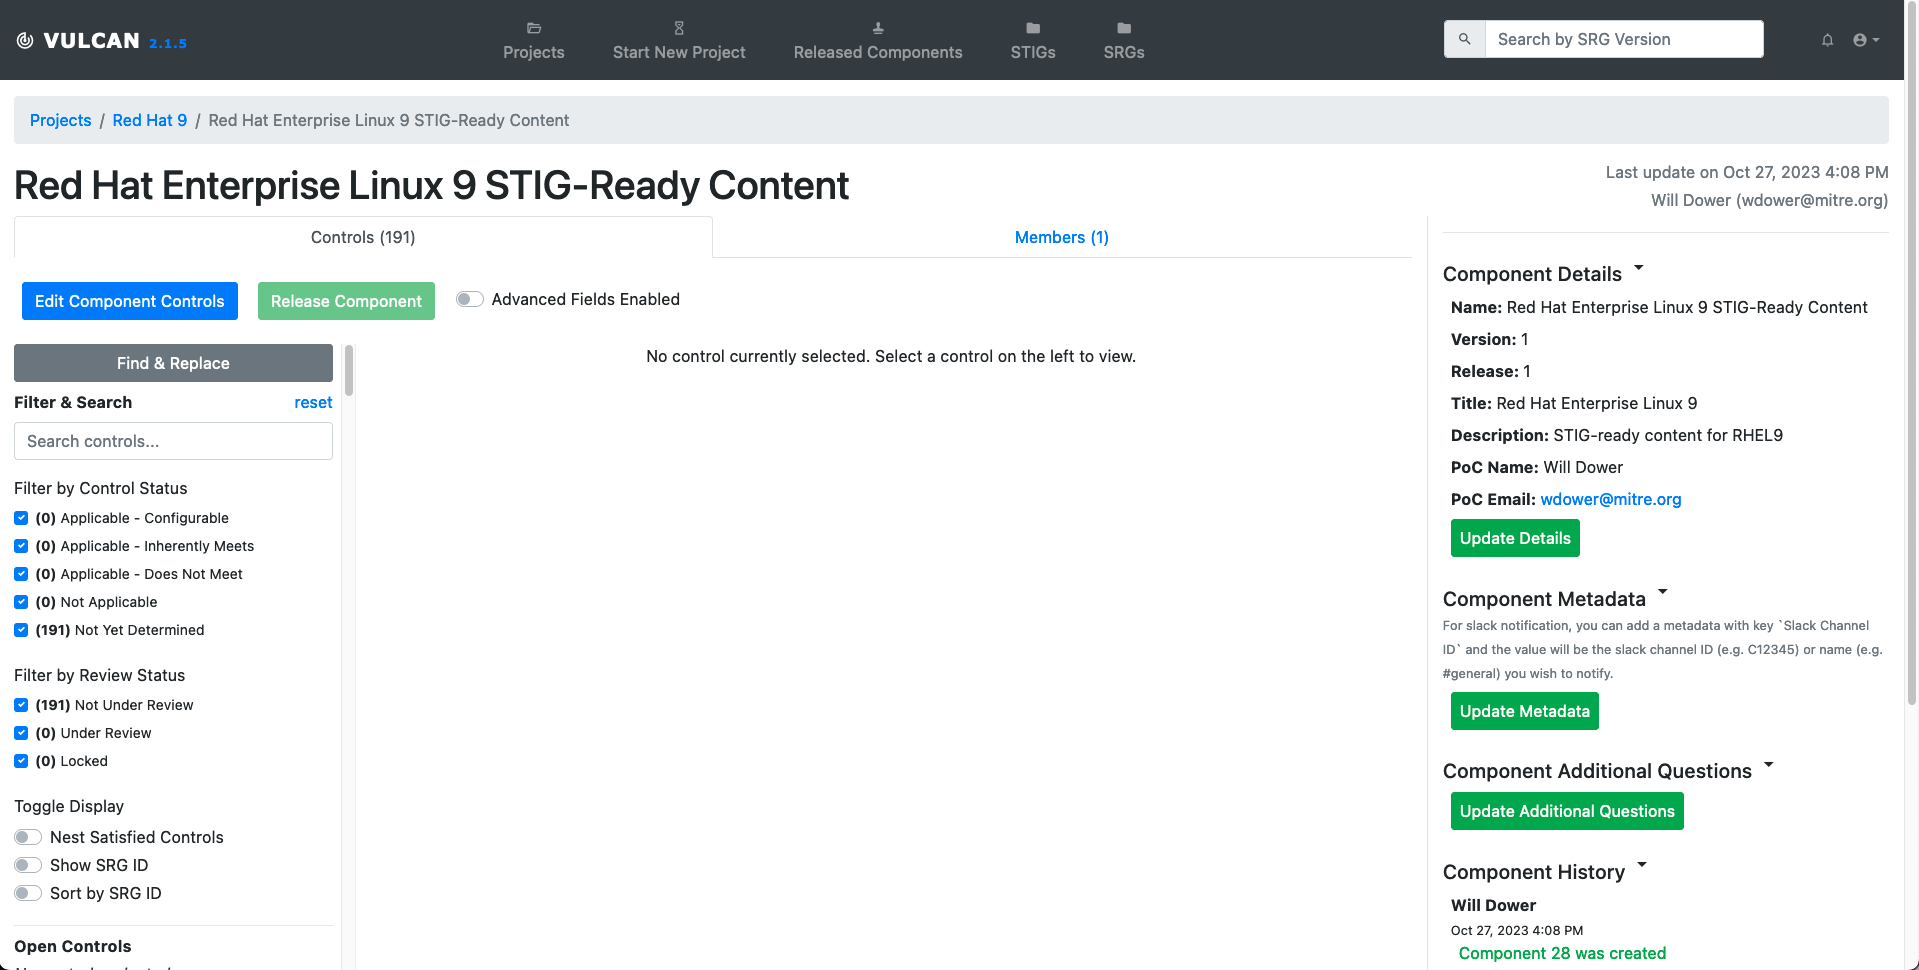 VULCAN 2.1.5
Projects
Start New Project
Released Components
STIGs
SRGs
Search by SRG Version
Projects / Red Hat 9 / Red Hat Enterprise Linux 9 STIG-Ready Content
Red Hat Enterprise Linux 9 STIG-Ready Content
Last update on Oct 27, 2023 4:08 PM
Will Dower (wdower@mitre.org)
Controls (191)
Members (1)
Edit Component Controls
Release Component
Advanced Fields Enabled
Find & Replace
Filter & Search
reset
Search controls...
Filter by Control Status
(0) Applicable - Configurable
(0) Applicable - Inherently Meets
(0) Applicable - Does Not Meet
(0) Not Applicable
(191) Not Yet Determined
Filter by Review Status
(191) Not Under Review
(0) Under Review
(0) Locked
Toggle Display
Nest Satisfied Controls
Show SRG ID
Sort by SRG ID
Open Controls
No control currently selected. Select a control on the left to view.
Component Details
Name: Red Hat Enterprise Linux 9 STIG-Ready Content
Version: 1
Release: 1
Title: Red Hat Enterprise Linux 9
Description: STIG-ready content for RHEL9
PoC Name: Will Dower
PoC Email: wdower@mitre.org
Update Details
Component Metadata
For slack notification, you can add a metadata with key `Slack Channel
ID` and the value will be the slack channel ID (e.g. C12345) or name (e.g.
#general) you wish to notify.
Update Metadata
Component Additional Questions
Update Additional Questions
Component History
Will Dower
Oct 27, 2023 4:08 PM
Component 28 was created